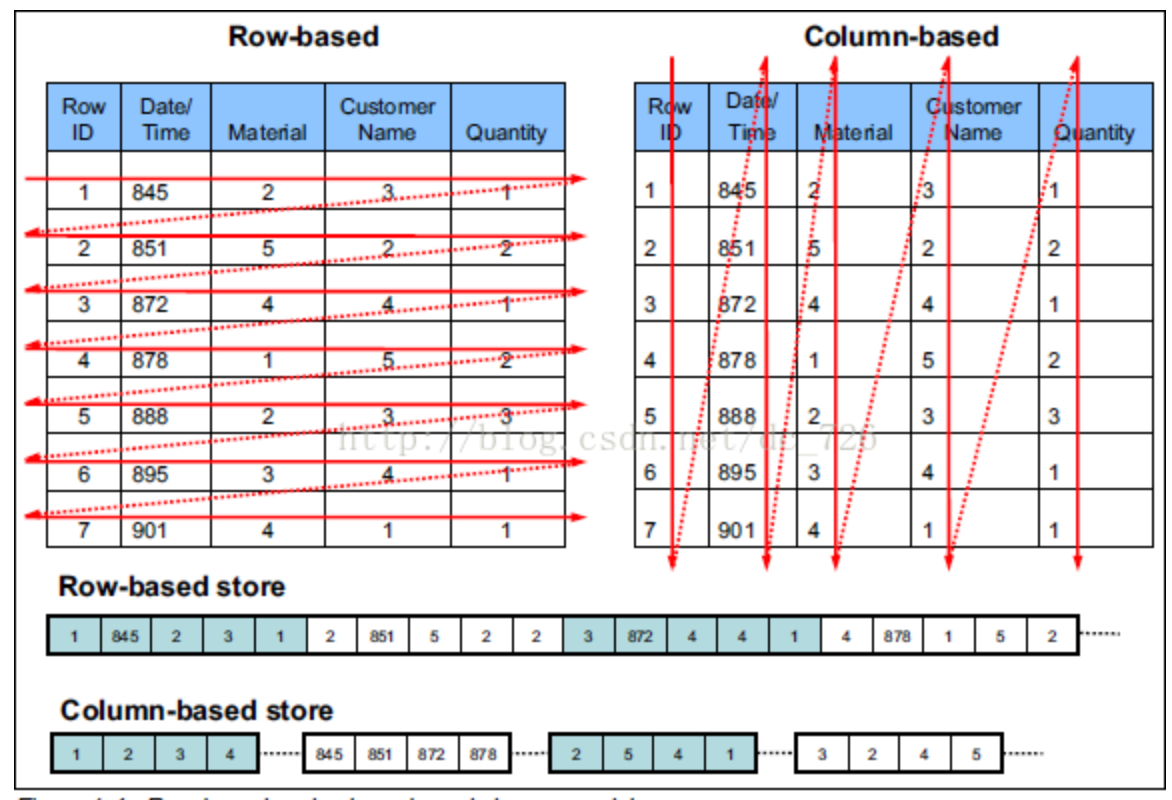 Row-based
Row ID Date/ Time Material Customer Name Quantity
1 845 2 3 1
2 851 5 2 2
3 872 4 4 1
4 878 1 5 2
5 888 2 3 3
6 895 3 4 1
7 901 4 1 1
Column-based
Row ID Date/ Time Material Customer Name Quantity
1 845 2 3 1
2 851 5 2 2
3 872 4 4 1
4 878 1 5 2
5 888 2 3 3
6 895 3 4 1
7 901 4 1 1
http://blog.csdn.net/dc_726
Row-based store
1 845 2 3 1 2 851 5 2 2 3 872 4 4 1 4 878 1 5 2
Column-based store
1 2 3 4 845 851 872 878 2 5 4 1 3 2 4 5